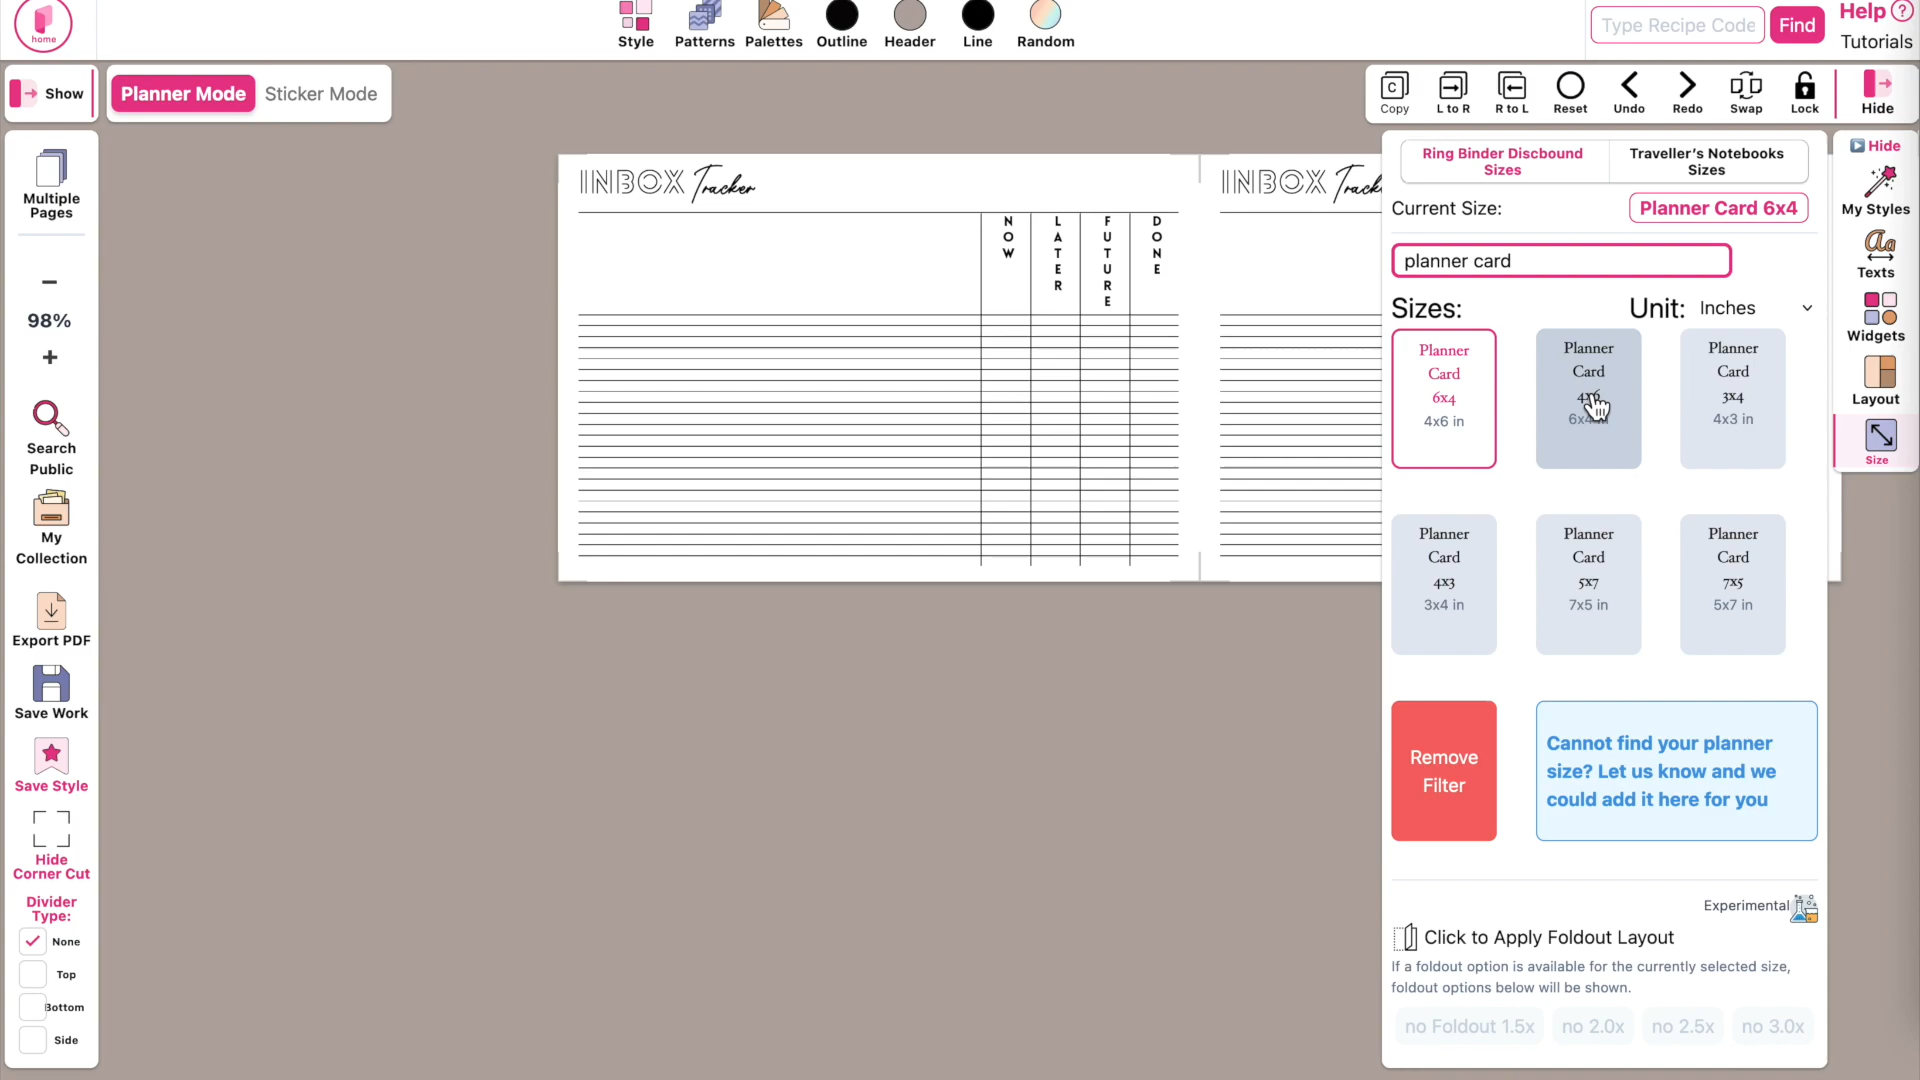 home
Style
Patterns
Palettes
Outline
Header
Line
Random
Type Recipe Code
Find
Help ?
Tutorials
Show
Planner Mode
Sticker Mode
C
Copy
L to R
R to L
Reset
Undo
Redo
Swap
Lock
Hide
Multiple
Pages
98%
Search
Public
My
Collection
Export PDF
Save Work
Save Style
Hide
Corner Cut
Divider
Type:
None
Top
Bottom
Side
INBOX Tracker
NOW
LATER
FUTURE
DONE
INBOX
Ring Binder Discbound
Sizes
Traveller's Notebooks
Sizes
Current Size:
Planner Card 6x4
planner card
Sizes:
Unit: Inches
Planner
Card
6x4
4x6 in
Planner
Card
4x6
6x4 in
Planner
Card
3x4
4x3 in
Planner
Card
4x3
3x4 in
Planner
Card
5x7
7x5 in
Planner
Card
7x5
5x7 in
Remove
Filter
Cannot find your planner
size? Let us know and we
could add it here for you
Experimental
Click to Apply Foldout Layout
If a foldout option is available for the currently selected size,
foldout options below will be shown.
no Foldout 1.5x
no 2.0x
no 2.5x
no 3.0x
Hide
My Styles
Aa
Texts
Widgets
Layout
Size